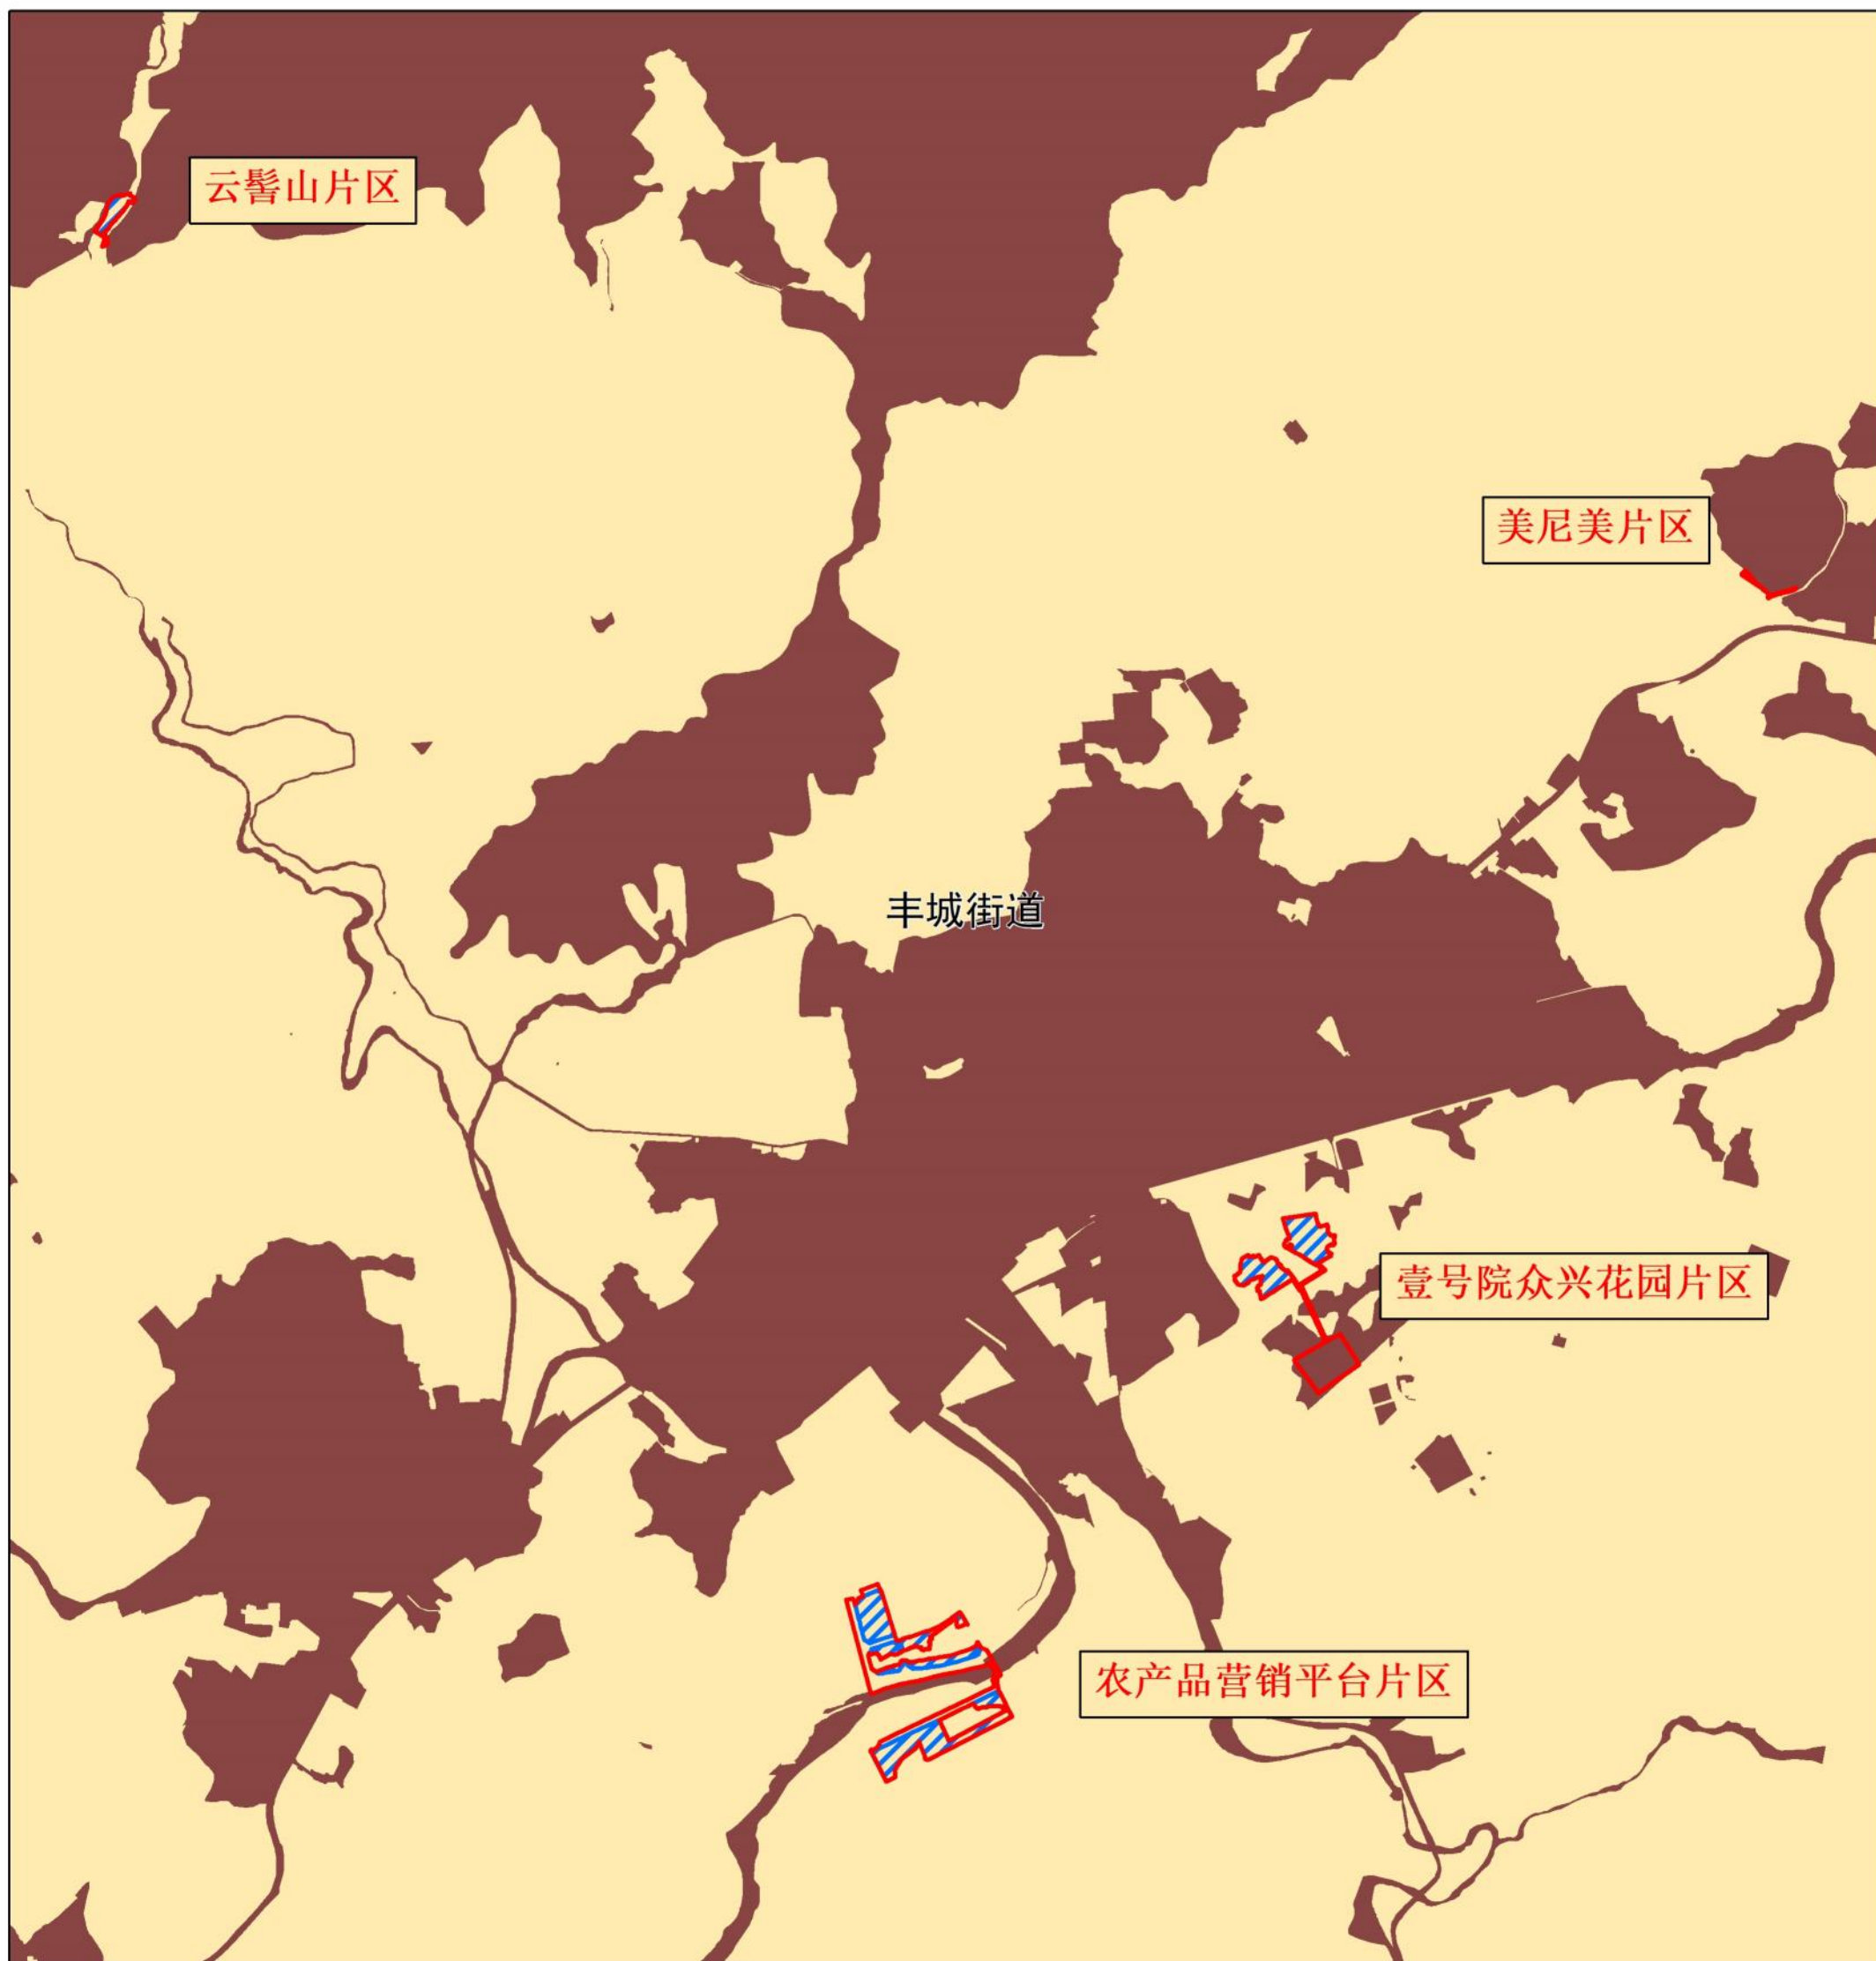 云髻山片区
美尼美片区
丰城街道
壹号院众兴花园片区
农产品营销平台片区